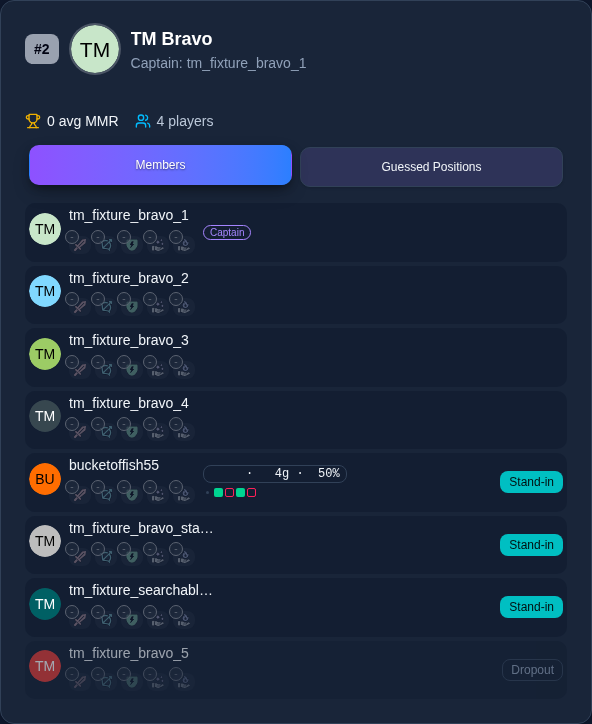 #2
TM
TM Bravo
Captain: tm_fixture_bravo_1
0 avg MMR
4 players
Members
Guessed Positions
TM
tm_fixture_bravo_1
Captain
TM
tm_fixture_bravo_2
TM
tm_fixture_bravo_3
TM
tm_fixture_bravo_4
BU
bucketoffish55
· 4g · 50%
Stand-in
TM
tm_fixture_bravo_sta…
Stand-in
TM
tm_fixture_searchabl…
Stand-in
TM
tm_fixture_bravo_5
Dropout